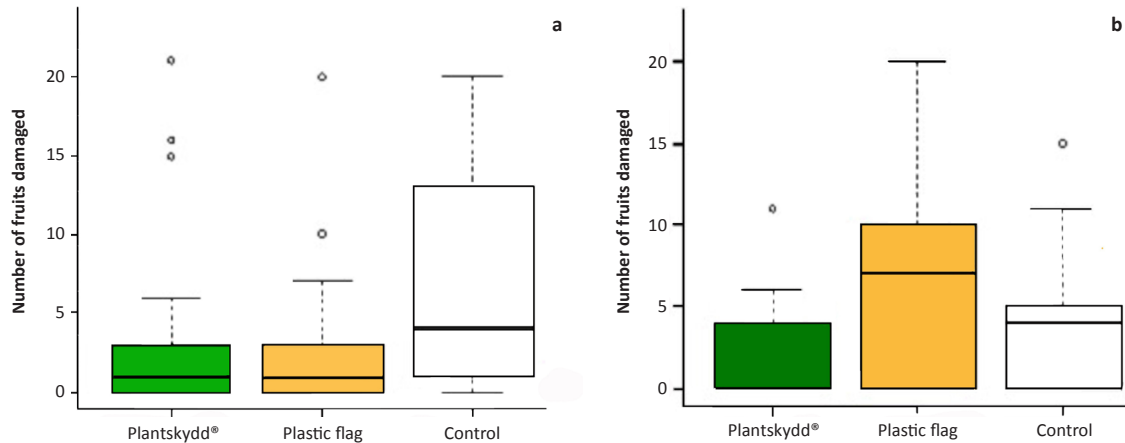 a
Number of fruits damaged
20
15
10
5
0
Plantskydd®
Plastic flag
Control
b
Number of fruits damaged
20
15
10
5
0
Plantskydd®
Plastic flag
Control